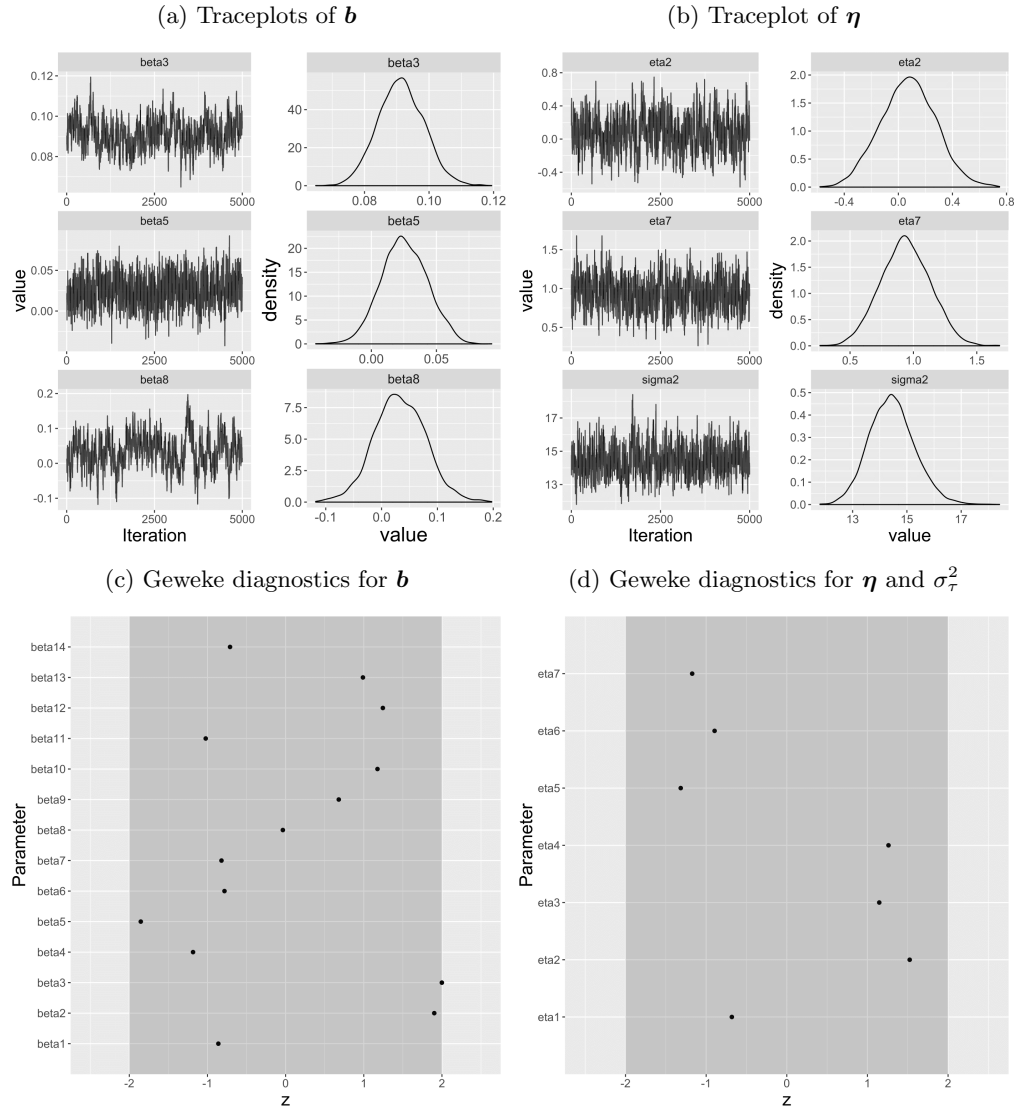 (a) Traceplots of b
(b) Traceplot of η
beta3
0.12
0.10
0.08
0
2500
5000
beta3
40
20
0
0.08
0.10
0.12
beta5
0.05
0.00
0
2500
5000
beta5
20
15
10
5
0
0.00
0.05
beta8
0.2
0.1
0.0
-0.1
0
2500
5000
beta8
7.5
5.0
2.5
0.0
-0.1
0.0
0.1
0.2
value
density
Iteration
value
eta2
0.8
0.4
0.0
-0.4
0
2500
5000
eta2
2.0
1.5
1.0
0.5
0.0
-0.4
0.0
0.4
0.8
eta7
1.5
1.0
0.5
0
2500
5000
eta7
2.0
1.5
1.0
0.5
0.0
0.5
1.0
1.5
sigma2
17
15
13
0
2500
5000
sigma2
0.5
0.4
0.3
0.2
0.1
0.0
13
15
17
value
density
Iteration
value
(c) Geweke diagnostics for b
(d) Geweke diagnostics for η and σ²τ
beta14
beta13
beta12
beta11
beta10
beta9
beta8
beta7
beta6
beta5
beta4
beta3
beta2
beta1
Parameter
-2
-1
0
1
2
z
eta7
eta6
eta5
eta4
eta3
eta2
eta1
Parameter
-2
-1
0
1
2
z